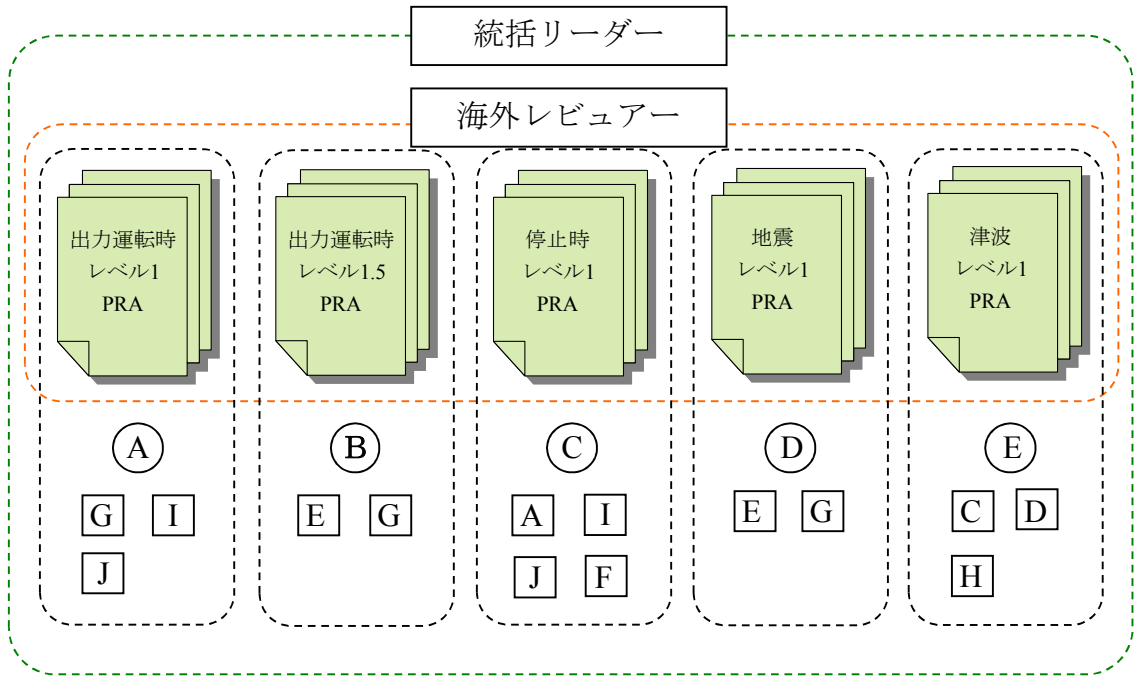 統括リーダー
海外レビュアー
出力運転時
レベル1
PRA
出力運転時
レベル1.5
PRA
停止時
レベル1
PRA
地震
レベル1
PRA
津波
レベル1
PRA
A
G I
J
B
E G
C
A I
J F
D
E G
E
C D
H